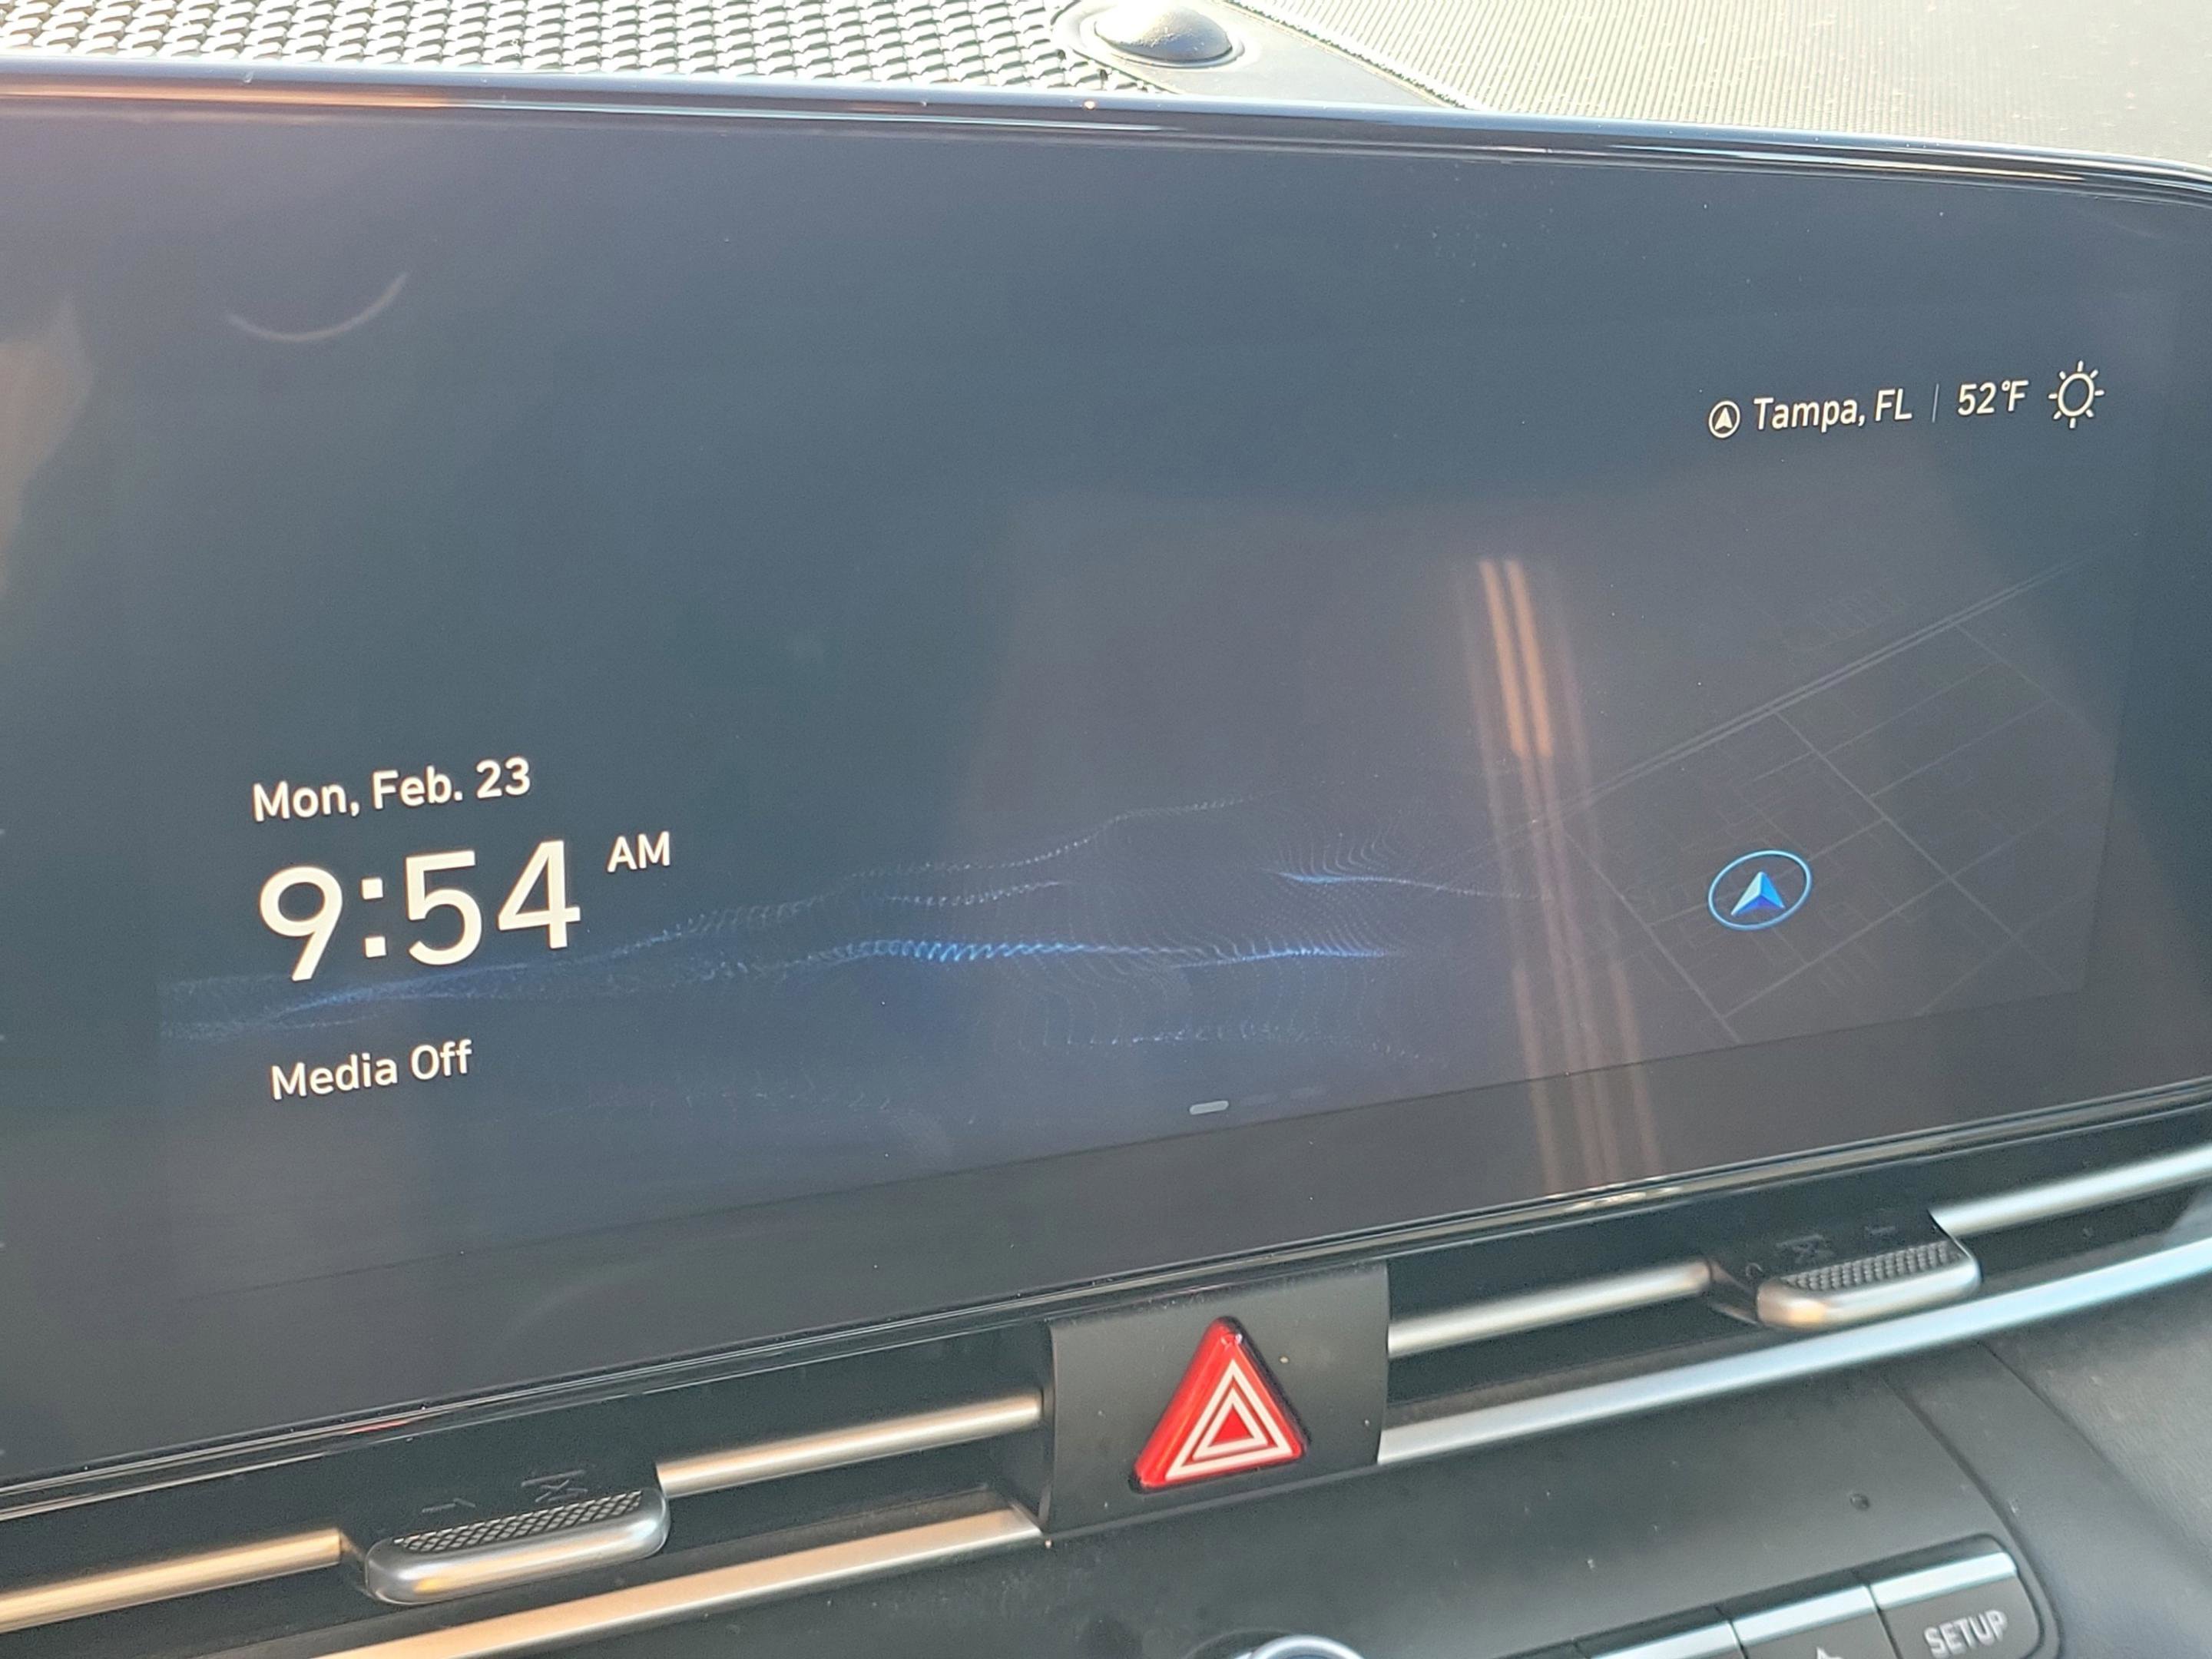 Tampa, FL | 52°F
Mon, Feb. 23
9:54 AM
Media Off
SETUP